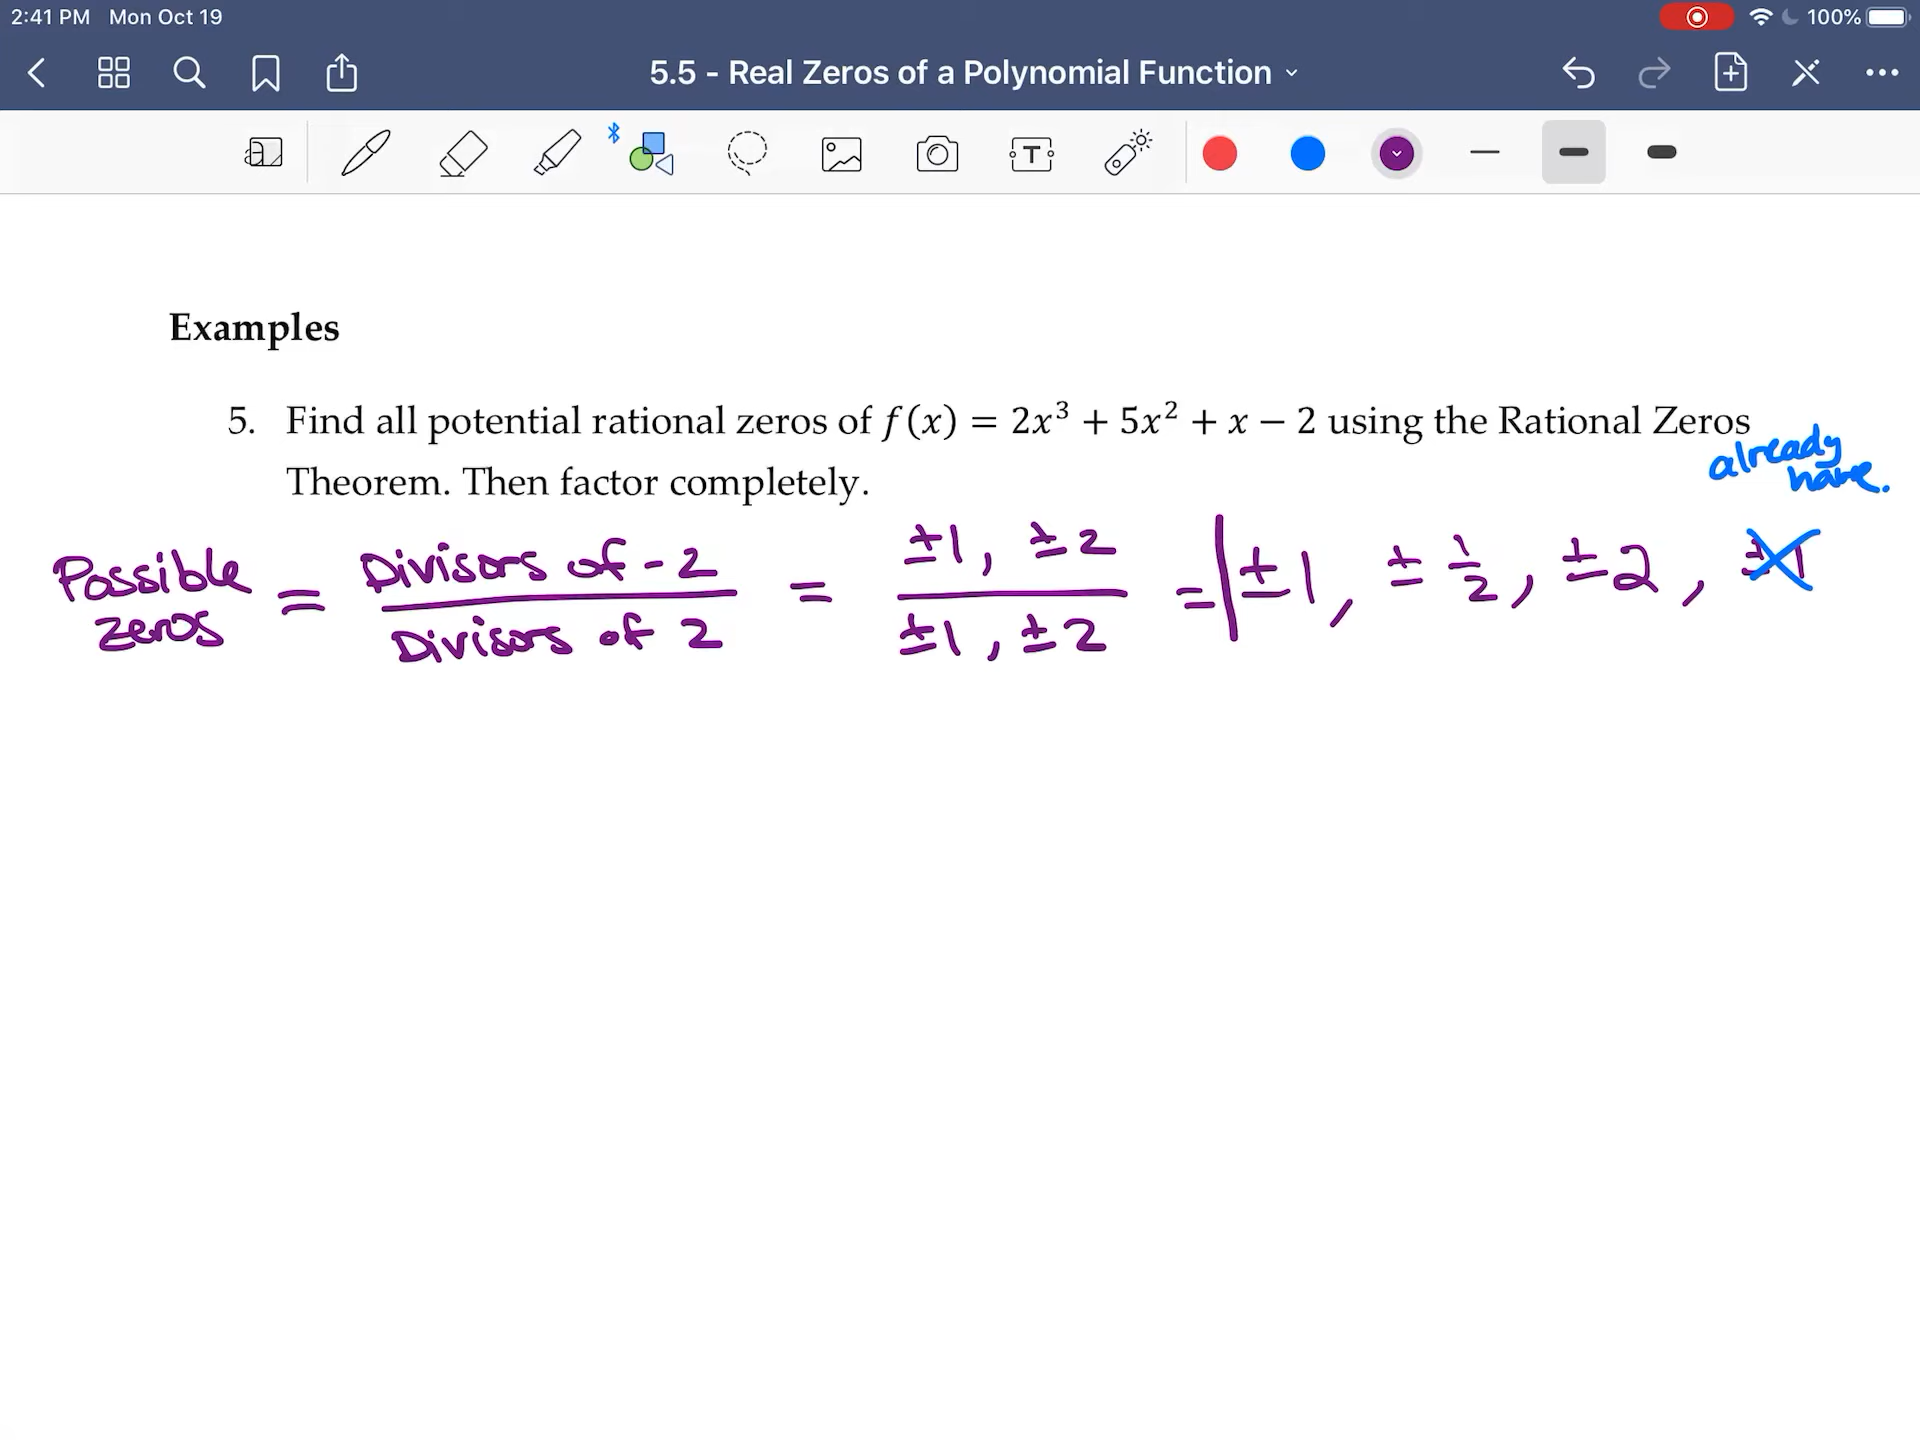 2:41 PM Mon Oct 19 100%
5.5 - Real Zeros of a Polynomial Function
Examples
5. Find all potential rational zeros of f(x) = 2x³ + 5x² + x − 2 using the Rational Zeros
Theorem. Then factor completely.
already
have.
Possible zeros = Divisors of -2 / Divisors of 2 = ±1, ±2 / ±1, ±2 = | ±1, ± 1/2, ±2, ±1